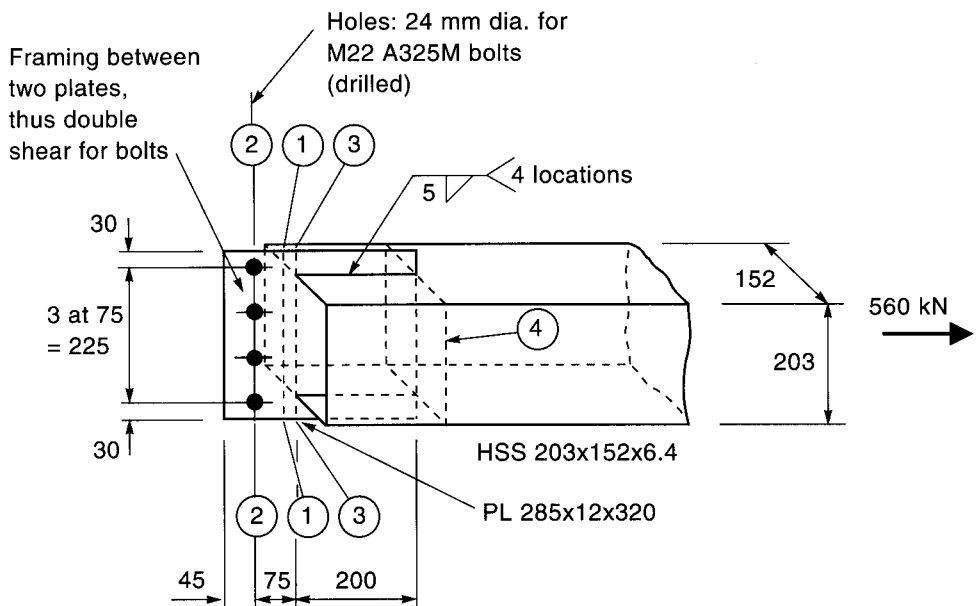 Holes: 24 mm dia. for
M22 A325M bolts
(drilled)
Framing between
two plates,
thus double
shear for bolts
2
1
3
5
4 locations
30
152
560 kN
3 at 75
= 225
4
203
30
HSS 203x152x6.4
PL 285x12x320
2
1
3
45
75
200